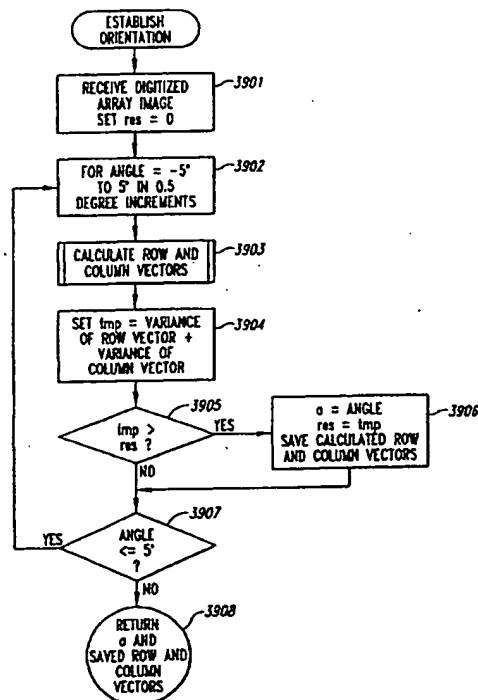 ESTABLISH
ORIENTATION
3901
RECEIVE DIGITIZED
ARRAY IMAGE
SET res = 0
3902
FOR ANGLE = -5°
TO 5° IN 0.5
DEGREE INCREMENTS
3903
CALCULATE ROW AND
COLUMN VECTORS
3904
SET tmp = VARIANCE
OF ROW VECTOR +
VARIANCE OF
COLUMN VECTOR
3905
tmp >
res ?
YES
3906
a = ANGLE
res = tmp
SAVE CALCULATED ROW
AND COLUMN VECTORS
NO
3907
YES
ANGLE
<= 5°
?
NO
3908
RETURN
a AND
SAVED ROW AND
COLUMN
VECTORS